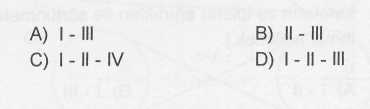 A) I - III B) II - III
C) I - II - IV D) I - II - III